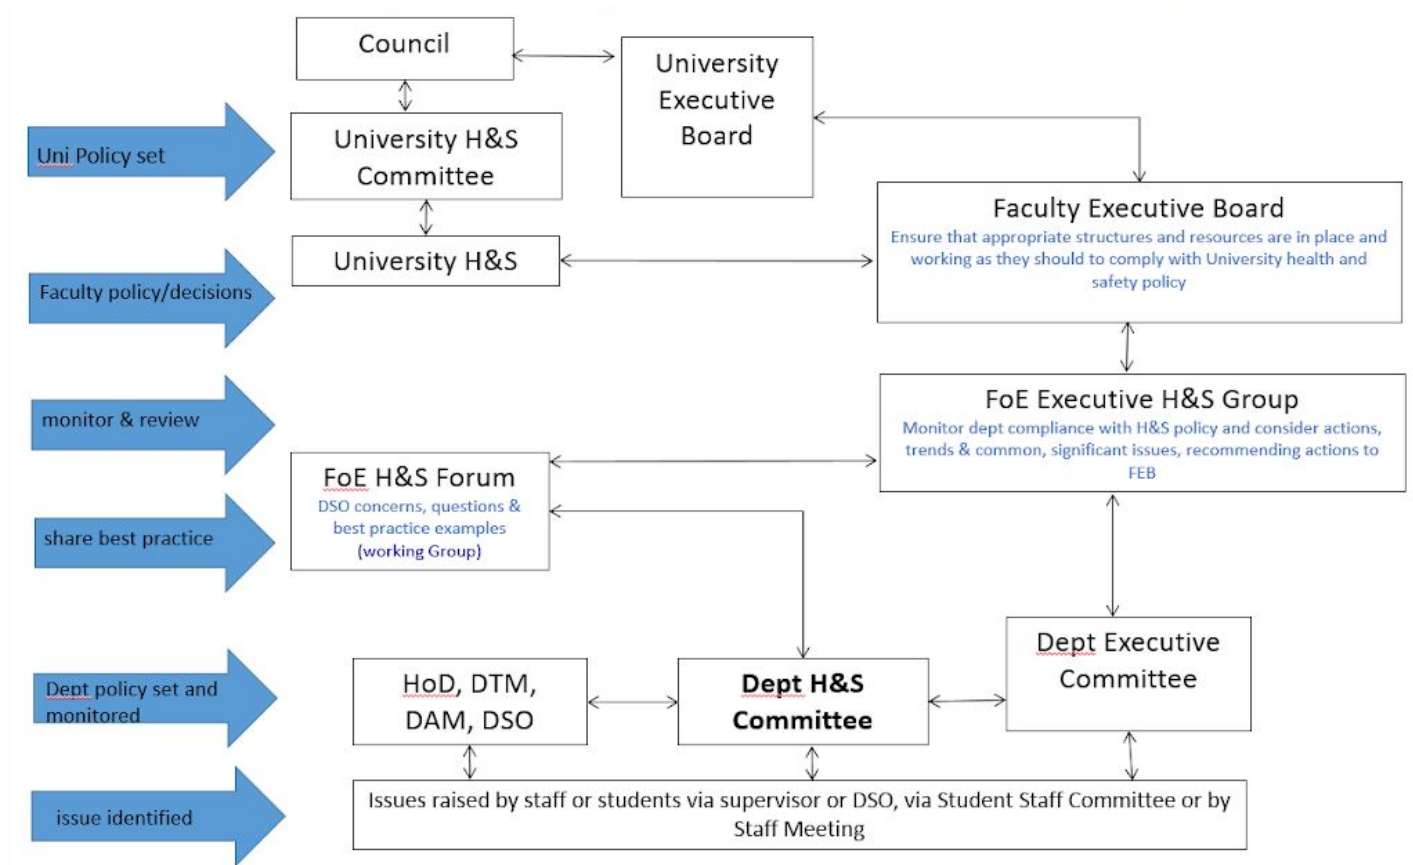 Council
University
Executive
Board
Uni Policy set
University H&S
Committee
Faculty Executive Board
Ensure that appropriate structures and resources are in place and
working as they should to comply with University health and
safety policy
University H&S
Faculty policy/decisions
monitor & review
FoE Executive H&S Group
Monitor dept compliance with H&S policy and consider actions,
trends & common, significant issues, recommending actions to
FEB
FoE H&S Forum
DSO concerns, questions &
best practice examples
(working Group)
share best practice
Dept policy set and
monitored
HoD, DTM,
DAM, DSO
Dept H&S
Committee
Dept Executive
Committee
issue identified
Issues raised by staff or students via supervisor or DSO, via Student Staff Committee or by
Staff Meeting